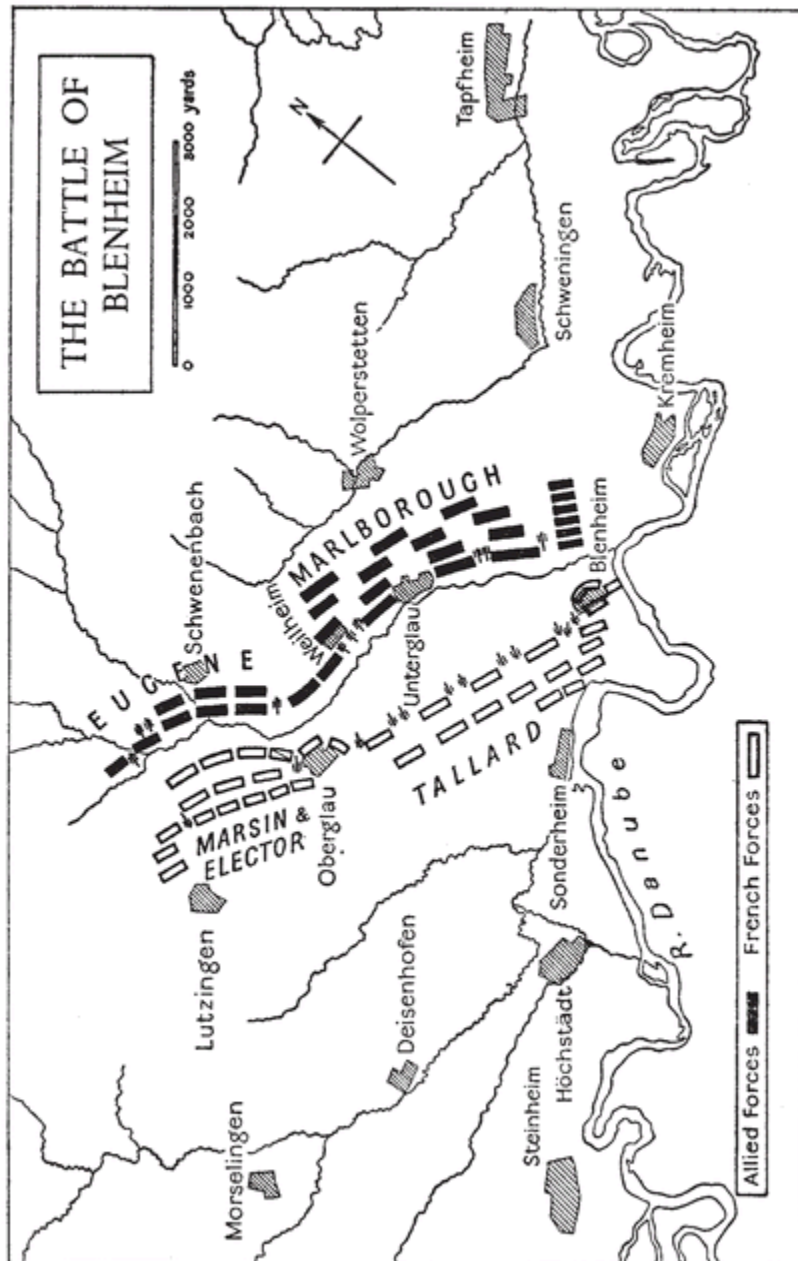 THE BATTLE OF
BLENHEIM
0 1000 2000 3000 yards
N
Tapfheim
Schweningen
Wolperstetten
Kremheim
Schwenenbach
EUGENE
Weilheim
MARLBOROUGH
Unterglau
Blenheim
Oberglau
MARSIN &
ELECTOR
TALLARD
Sonderheim
Lutzingen
Deisenhofen
Höchstädt
Steinheim
Morselingen
R. Danube
Allied Forces French Forces